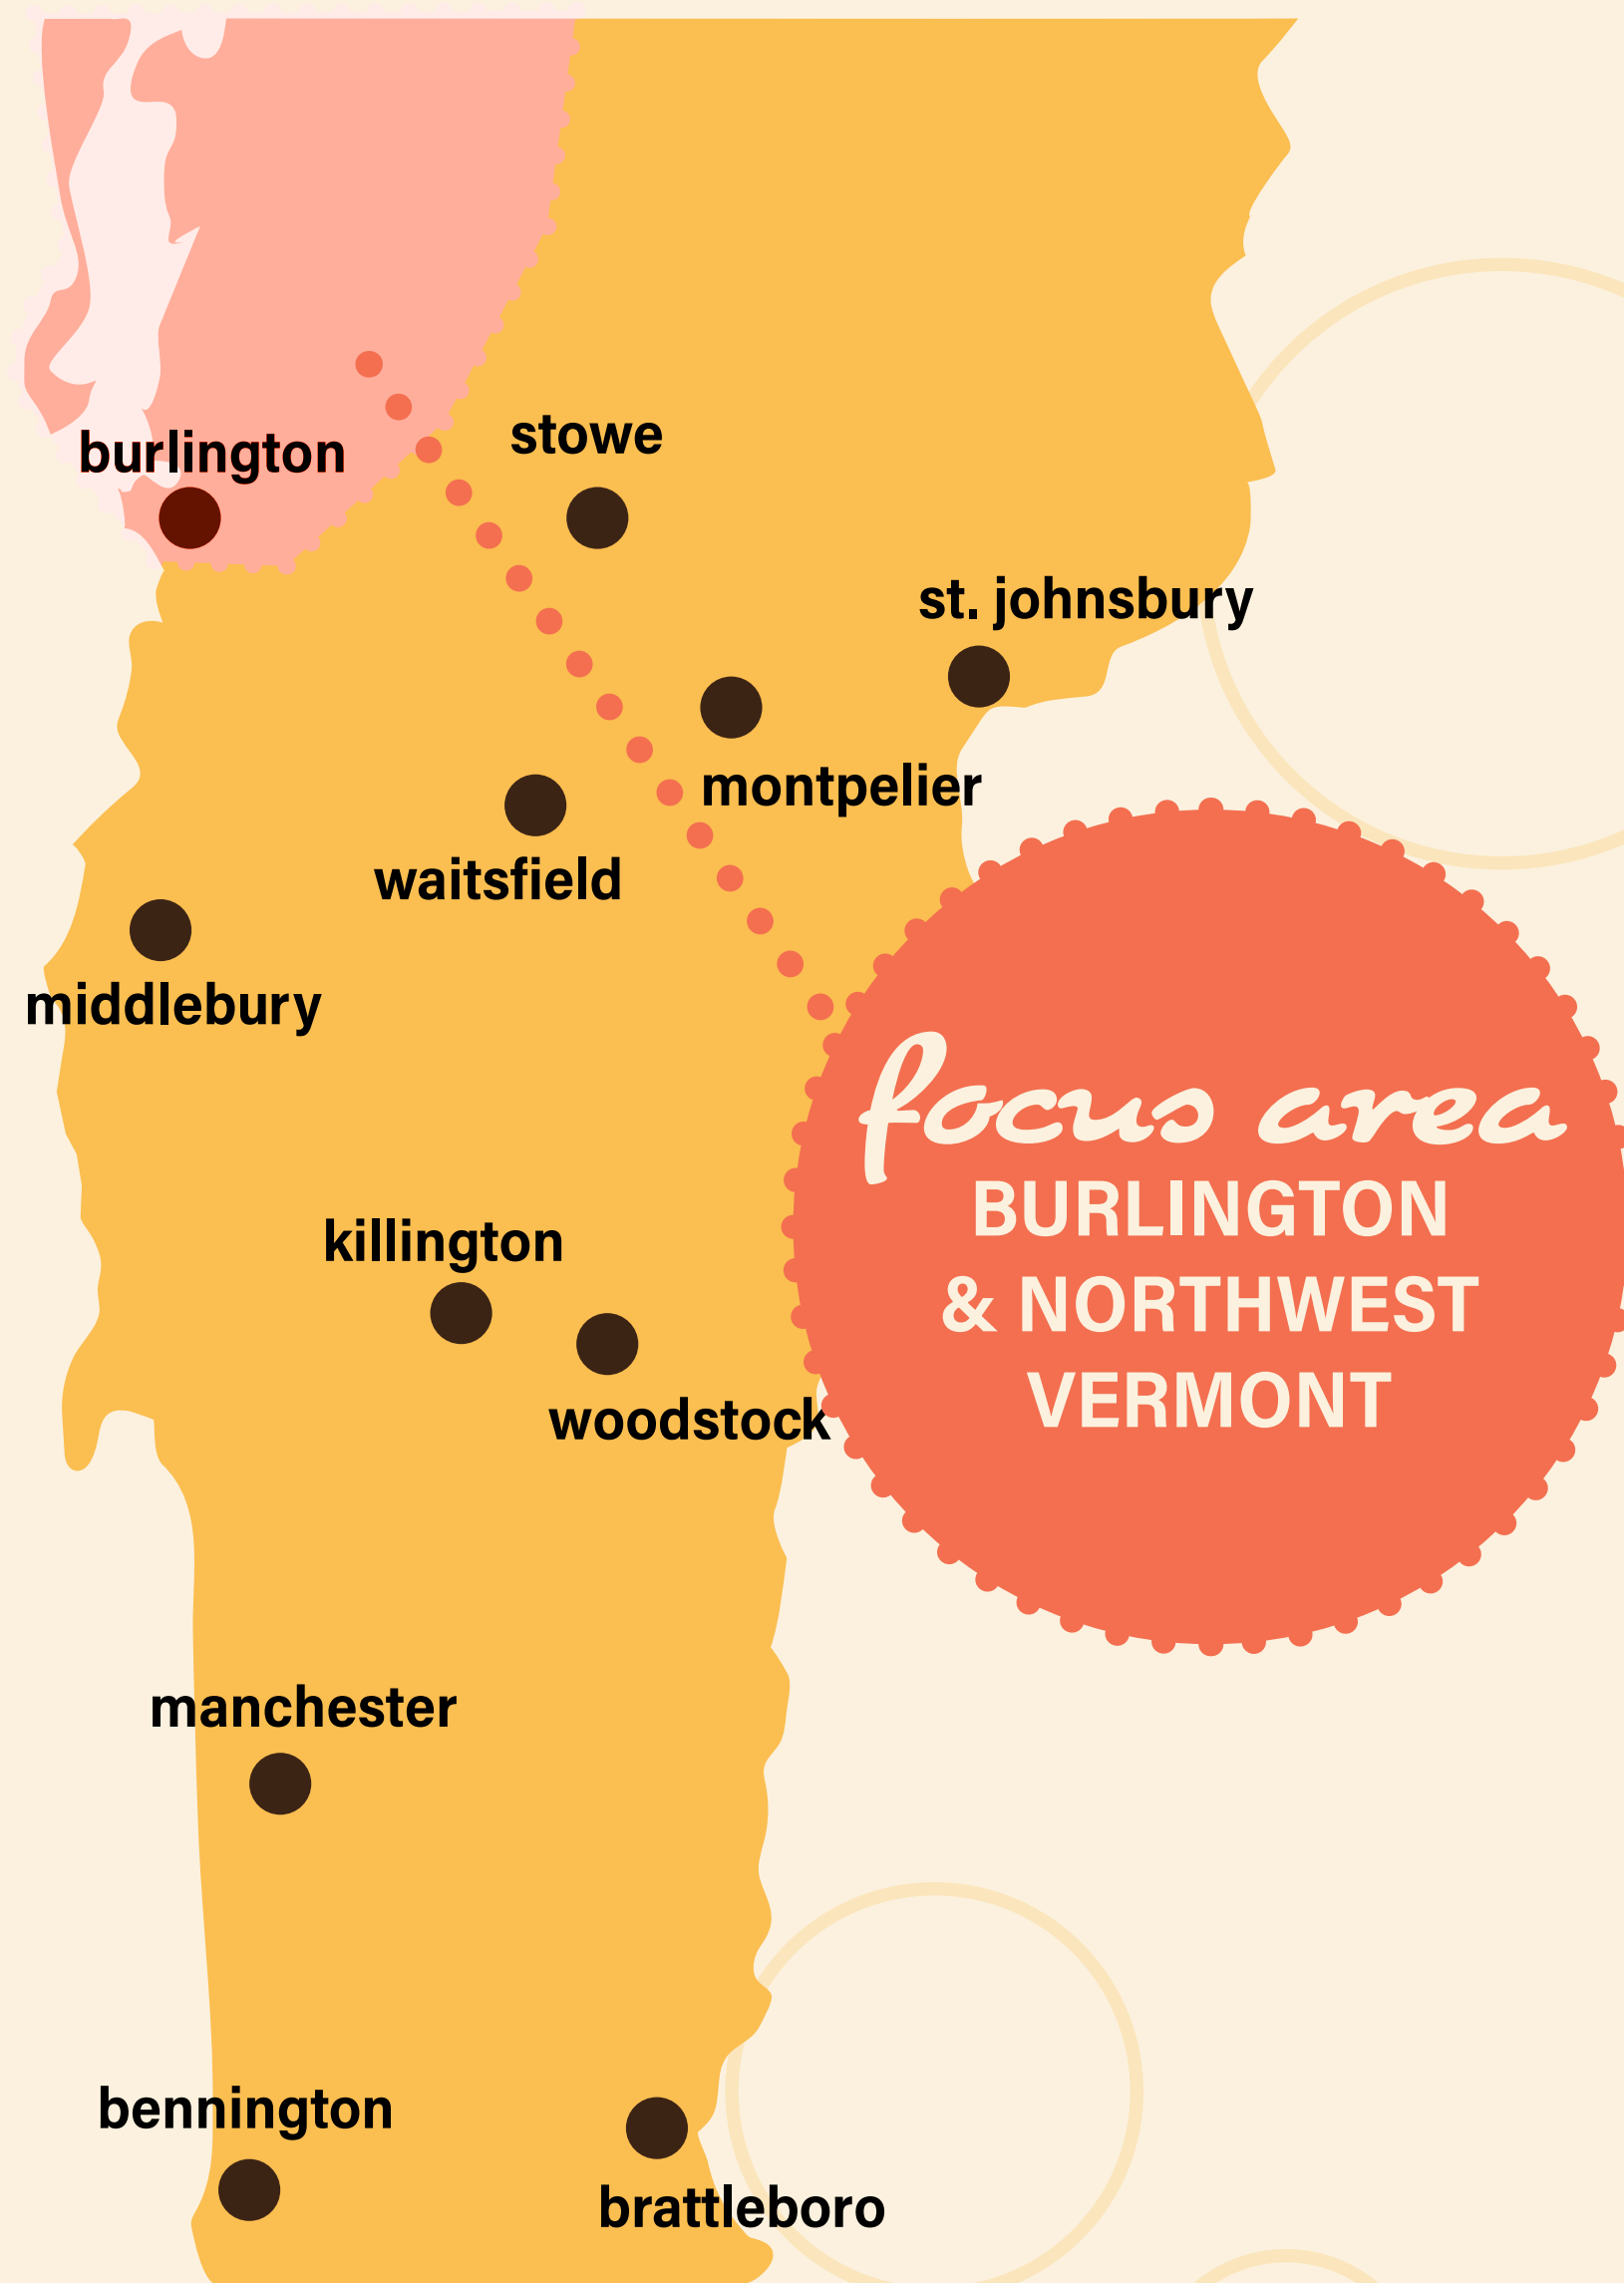 burlington
stowe
st. johnsbury
montpelier
waitsfield
middlebury
focus area
BURLINGTON
& NORTHWEST
VERMONT
killington
woodstock
manchester
bennington
brattleboro